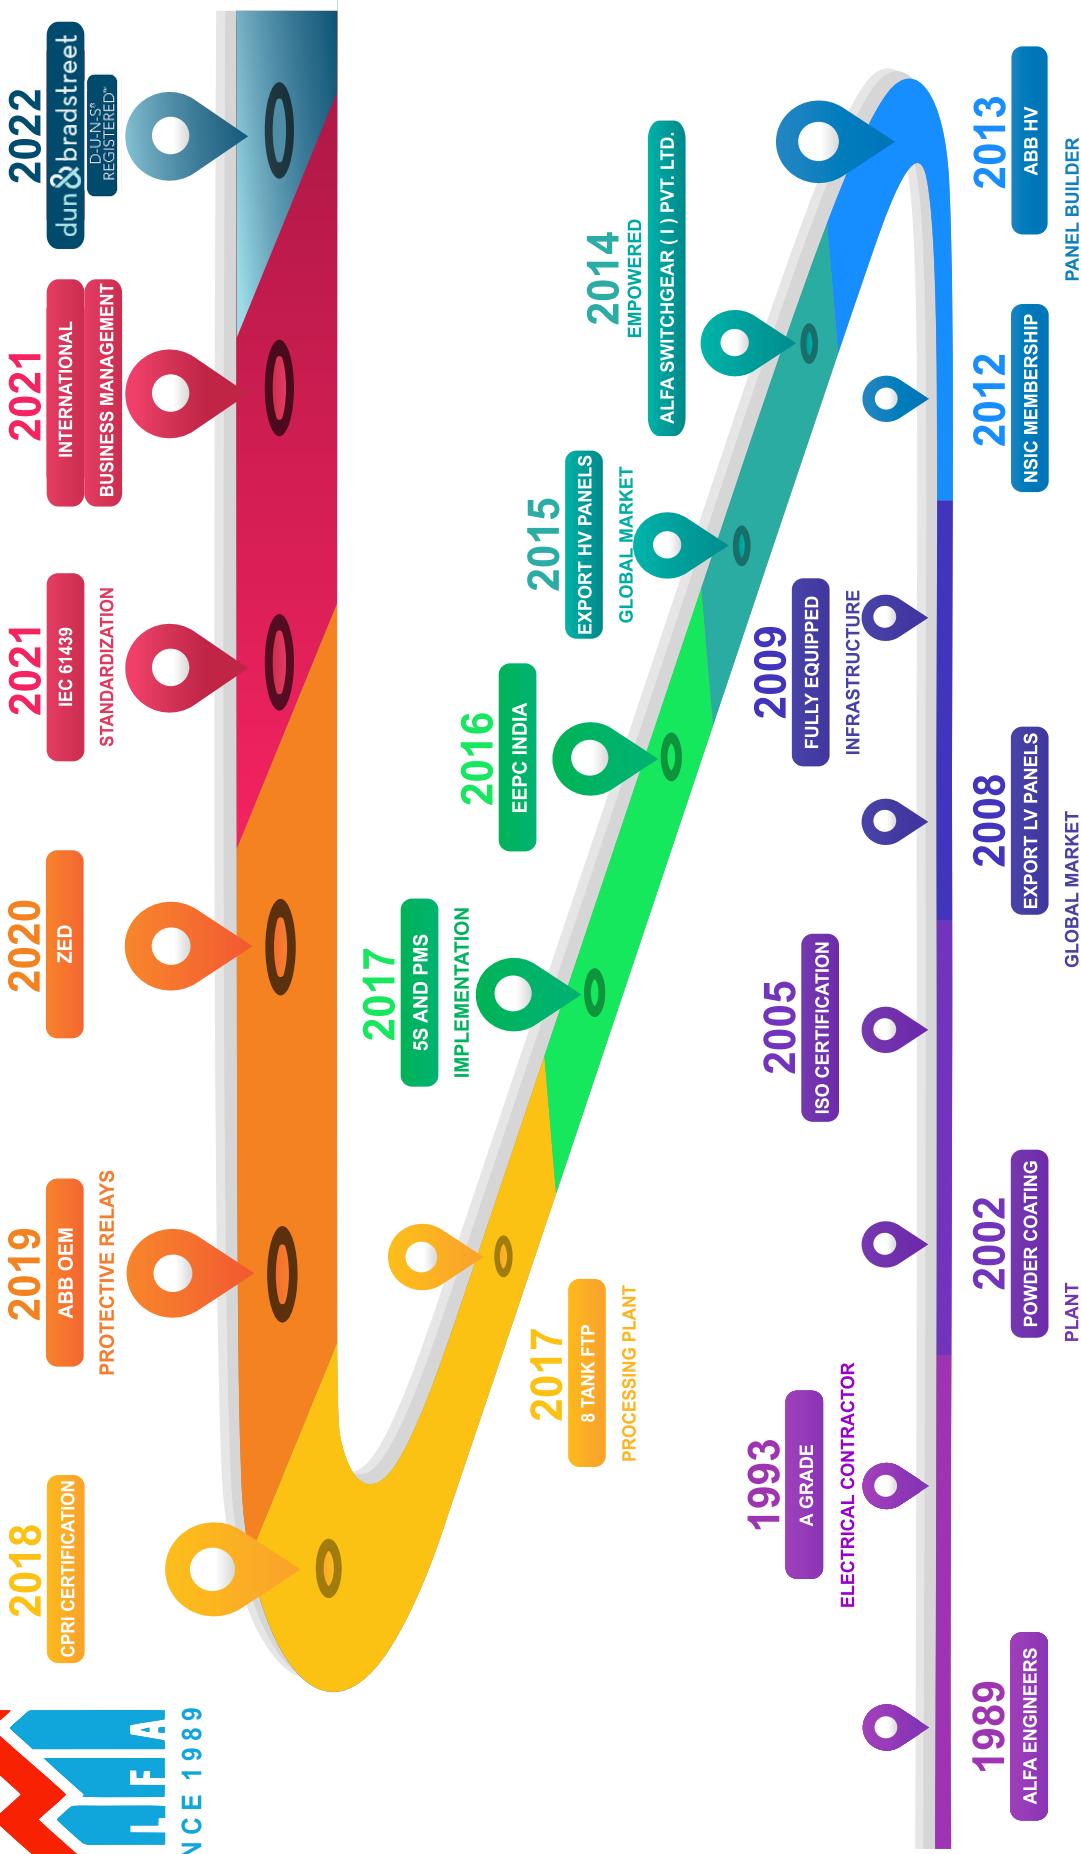 2018
CPRI CERTIFICATION
2019
ABB OEM
PROTECTIVE RELAYS
2020
ZED
2021
IEC 61439
STANDARDIZATION
2021
INTERNATIONAL
BUSINESS MANAGEMENT
2022
dun & bradstreet
D-U-N-S®
REGISTERED™
LFA
NCE 1989
2017
5S AND PMS
IMPLEMENTATION
2016
EEPC INDIA
2015
EXPORT HV PANELS
GLOBAL MARKET
2014
EMPOWERED
ALFA SWITCHGEAR ( I ) PVT. LTD.
2017
8 TANK FTP
PROCESSING PLANT
1993
A GRADE
ELECTRICAL CONTRACTOR
2005
ISO CERTIFICATION
2009
FULLY EQUIPPED
INFRASTRUCTURE
1989
ALFA ENGINEERS
2002
POWDER COATING
PLANT
2008
EXPORT LV PANELS
GLOBAL MARKET
2012
NSIC MEMBERSHIP
2013
ABB HV
PANEL BUILDER